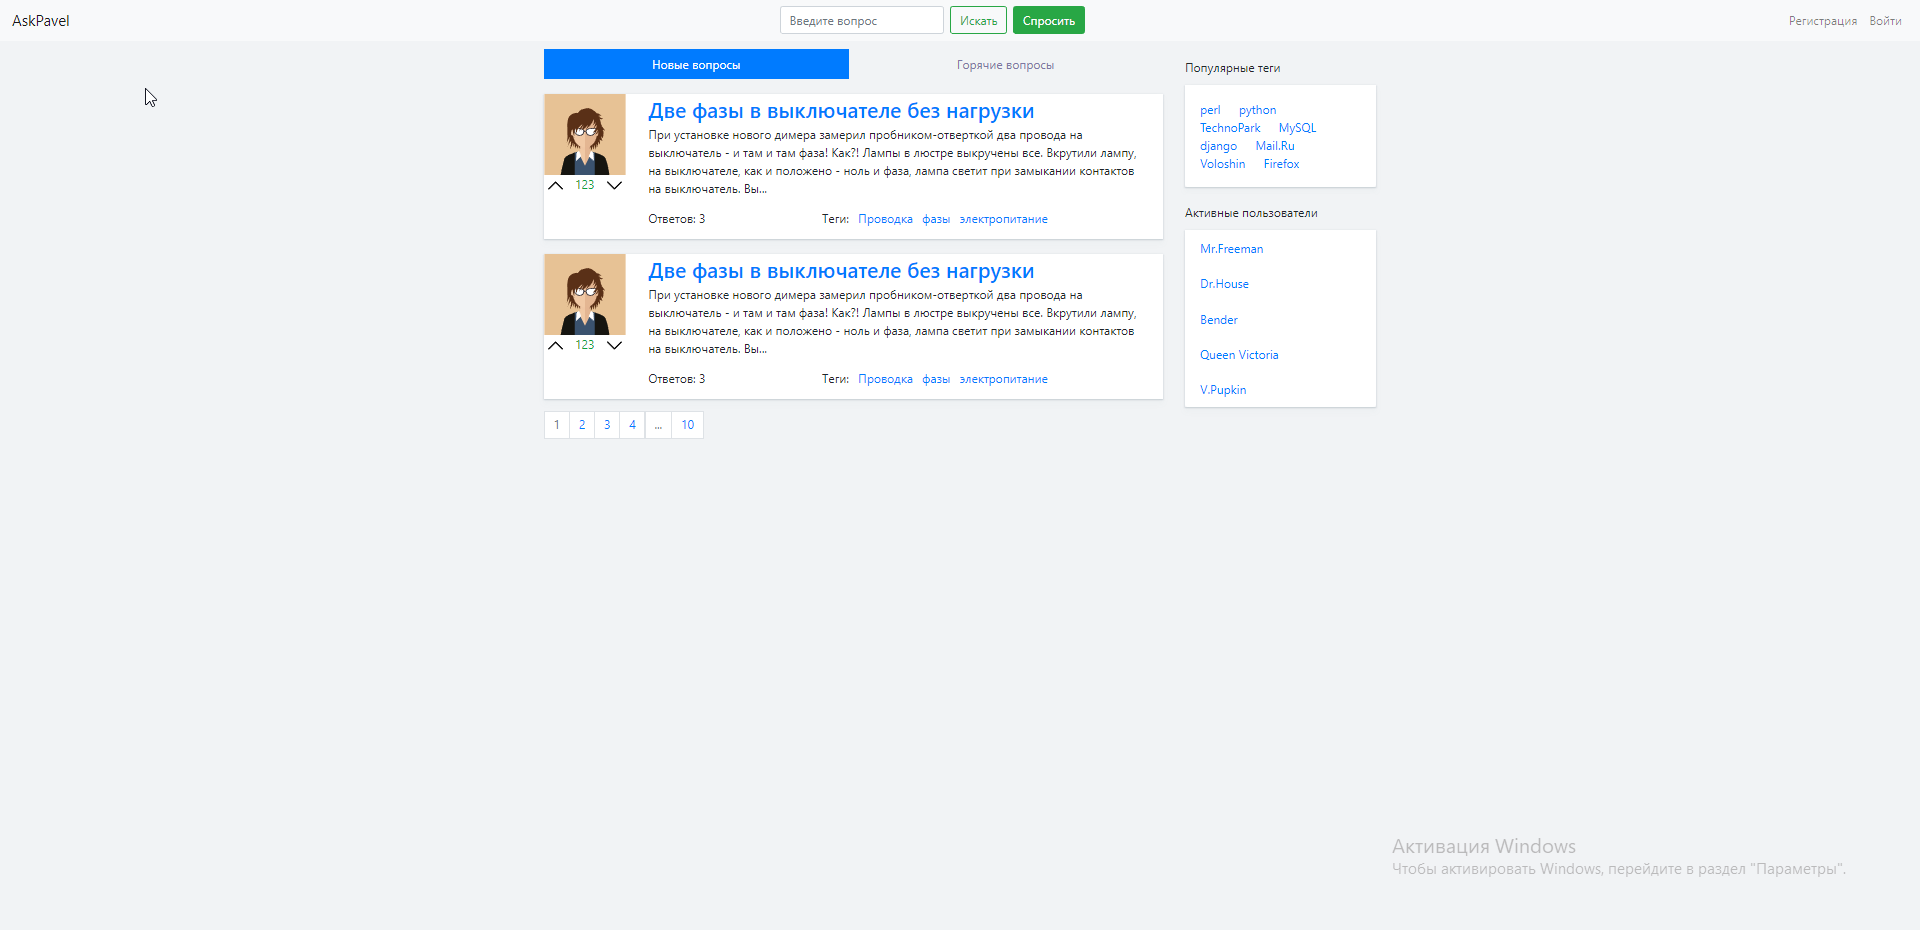 AskPavel
Введите вопрос
Искать
Спросить
Регистрация
Войти
Новые вопросы
Горячие вопросы
Две фазы в выключателе без нагрузки
При установке нового димера замерил пробником-отверткой два провода на
выключатель - и там и там фаза! Как?! Лампы в люстре выкручены все. Вкрутили лампу,
на выключателе, как и положено - ноль и фаза, лампа светит при замыкании контактов
на выключатель. Вы...
123
Ответов: 3
Теги: Проводка фазы электропитание
Две фазы в выключателе без нагрузки
При установке нового димера замерил пробником-отверткой два провода на
выключатель - и там и там фаза! Как?! Лампы в люстре выкручены все. Вкрутили лампу,
на выключателе, как и положено - ноль и фаза, лампа светит при замыкании контактов
на выключатель. Вы...
123
Ответов: 3
Теги: Проводка фазы электропитание
1 2 3 4 ... 10
Популярные теги
perl python
TechnoPark MySQL
django Mail.Ru
Voloshin Firefox
Активные пользователи
Mr.Freeman
Dr.House
Bender
Queen Victoria
V.Pupkin
Активация Windows
Чтобы активировать Windows, перейдите в раздел "Параметры".